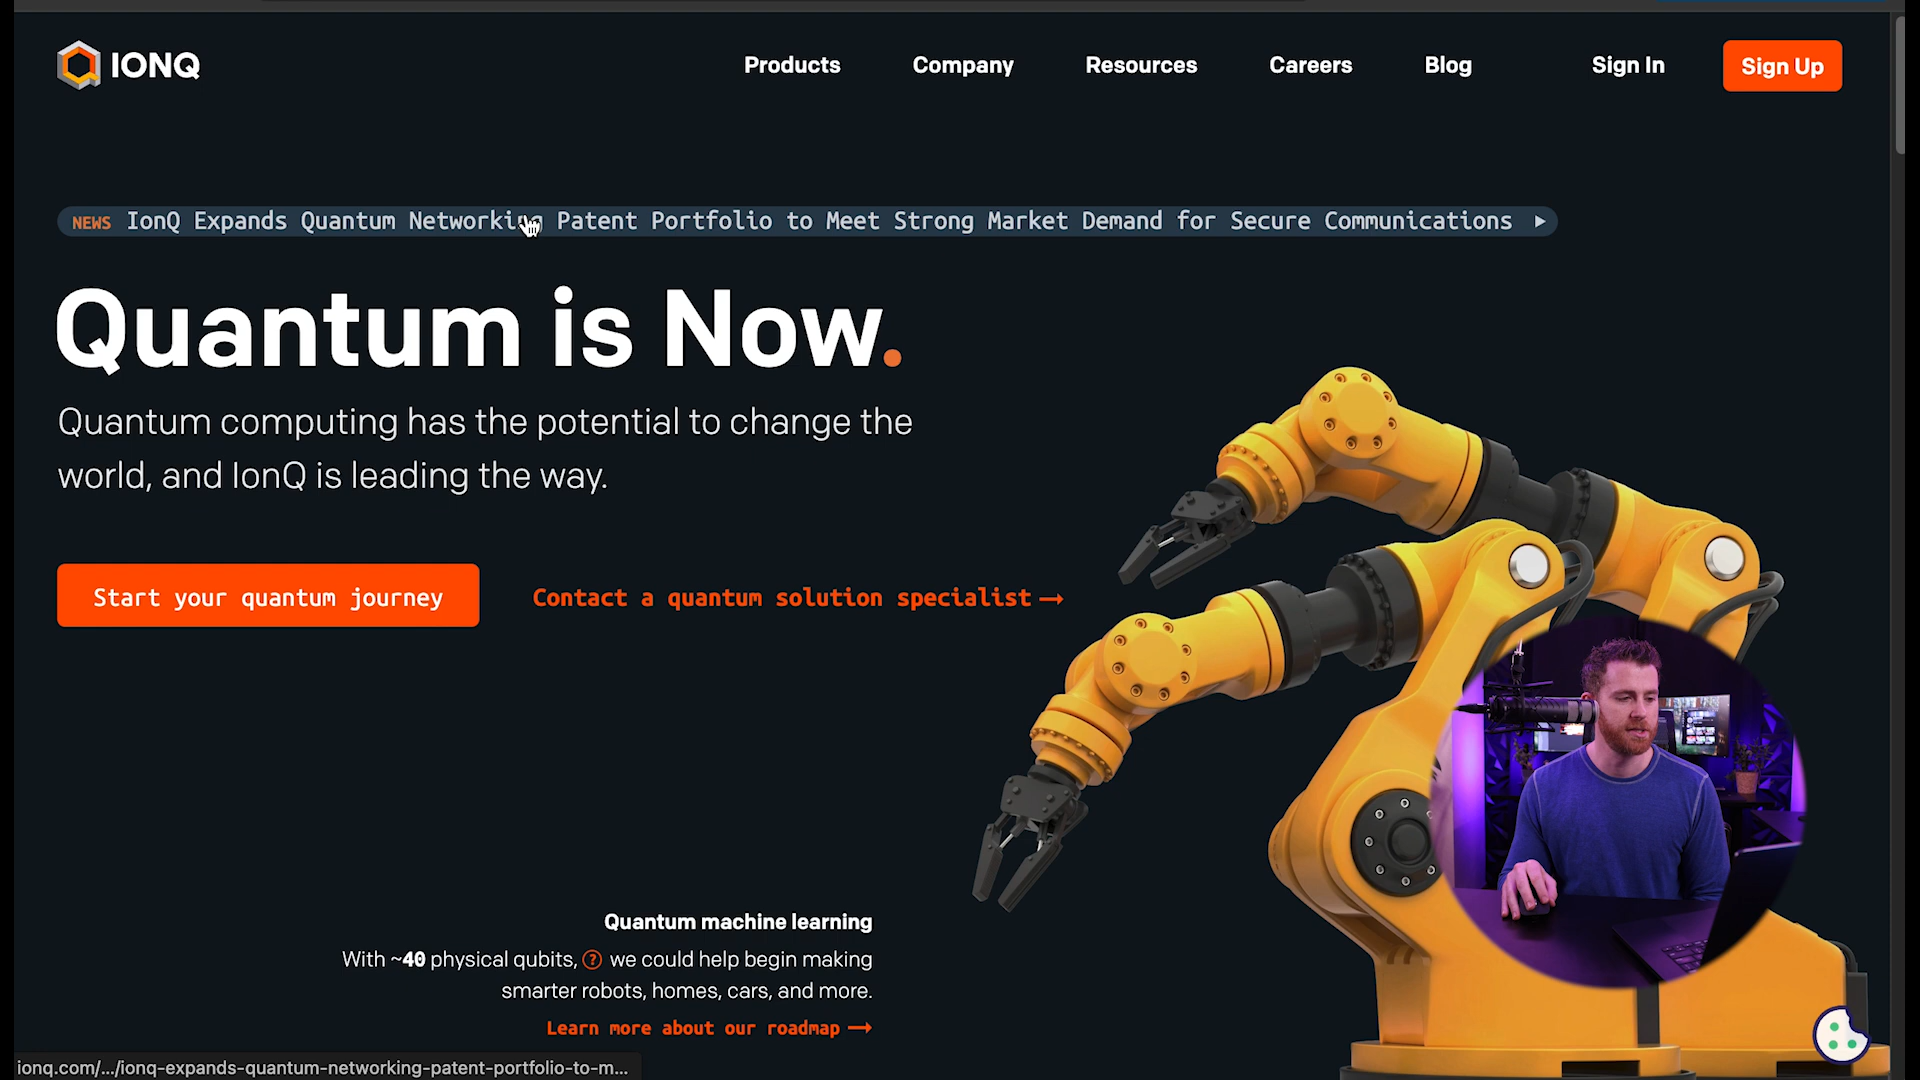 IONQ
Products
Company
Resources
Careers
Blog
Sign In
Sign Up
NEWS IonQ Expands Quantum Networking Patent Portfolio to Meet Strong Market Demand for Secure Communications
Quantum is Now.
Quantum computing has the potential to change the
world, and IonQ is leading the way.
Start your quantum journey
Contact a quantum solution specialist →
Quantum machine learning
With ~40 physical qubits, ? we could help begin making
smarter robots, homes, cars, and more.
Learn more about our roadmap →
ionq.com/.../ionq-expands-quantum-networking-patent-portfolio-to-m...